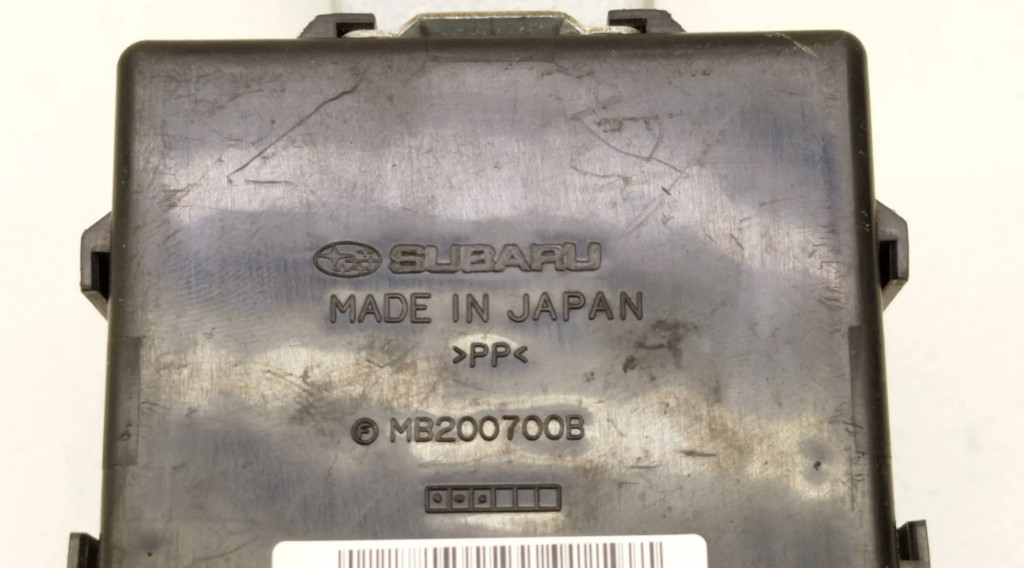 SUBARU
MADE IN JAPAN
>PP<
Ⓕ MB200700B